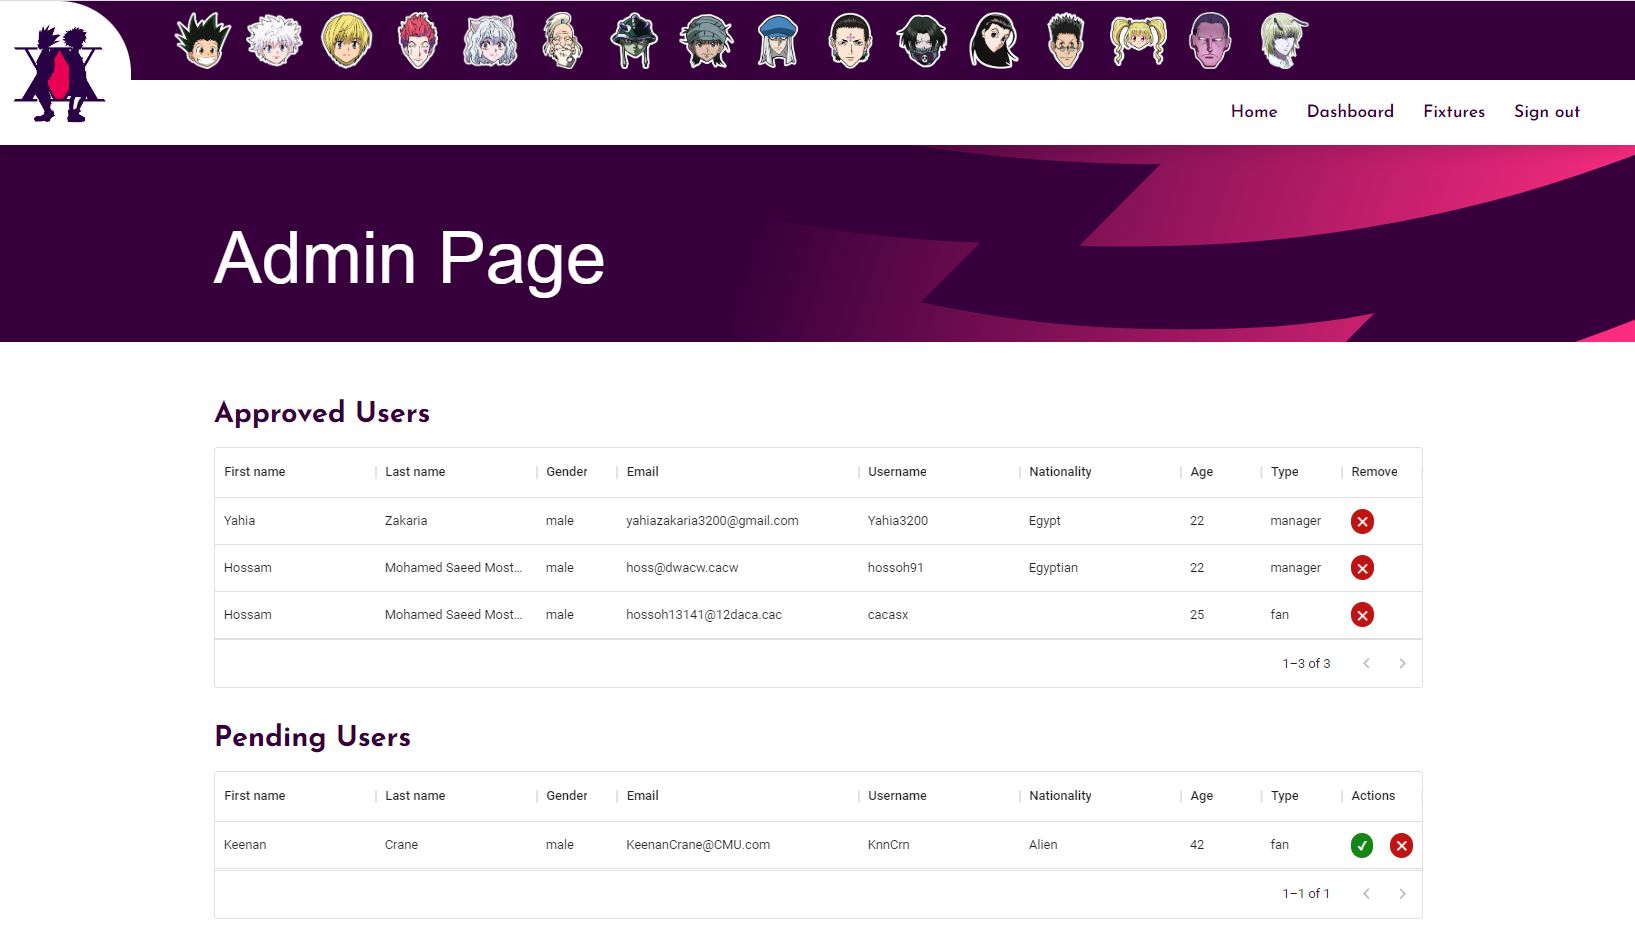 Home Dashboard Fixtures Sign out
Admin Page
Approved Users
First name Last name Gender Email Username Nationality Age Type Remove
Yahia Zakaria male yahiazakaria3200@gmail.com Yahia3200 Egypt 22 manager
Hossam Mohamed Saeed Most... male hoss@dwacw.cacw hossoh91 Egyptian 22 manager
Hossam Mohamed Saeed Most... male hossoh13141@12daca.cac cacasx 25 fan
1–3 of 3
Pending Users
First name Last name Gender Email Username Nationality Age Type Actions
Keenan Crane male KeenanCrane@CMU.com KnnCrn Alien 42 fan
1–1 of 1